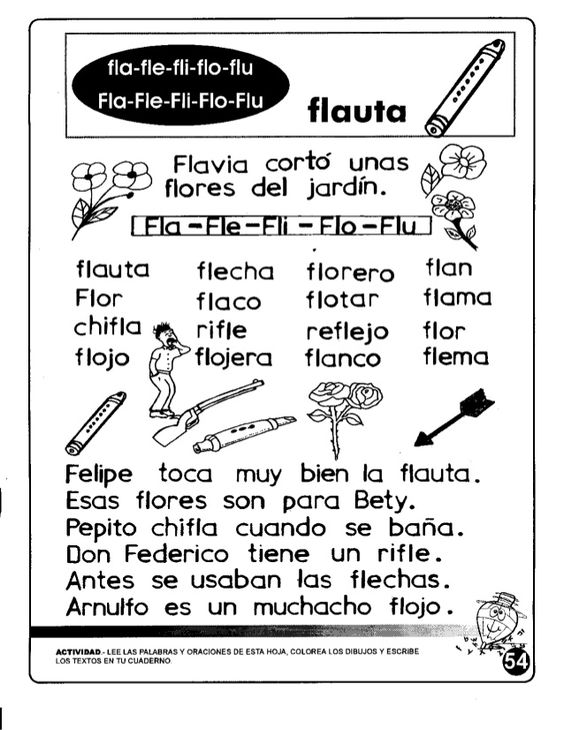 fla-fle-fli-flo-flu
Fla-Fle-Fli-Flo-Flu
flauta
Flavia cortó unas
flores del jardín.
Fla-Fle-Fli-Flo-Flu
flauta flecha florero flan
Flor flaco flotar flama
chifla rifle reflejo flor
flojo flojera flanco flema
Felipe toca muy bien la flauta.
Esas flores son para Bety.
Pepito chifla cuando se baña.
Don Federico tiene un rifle.
Antes se usaban las flechas.
Arnulfo es un muchacho flojo.
ACTIVIDAD.- LEE LAS PALABRAS Y ORACIONES DE ESTA HOJA, COLOREA LOS DIBUJOS Y ESCRIBE
LOS TEXTOS EN TU CUADERNO.
54